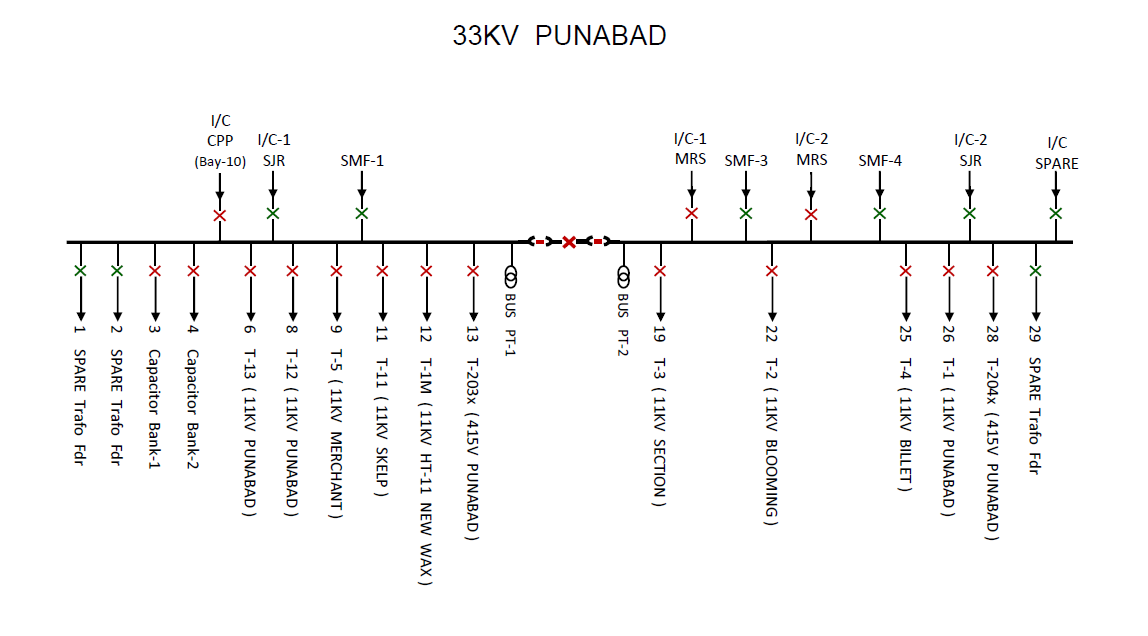 33KV PUNABAD
I/C
CPP
(Bay-10)
I/C-1
SJR
SMF-1
I/C-1
MRS
SMF-3
I/C-2
MRS
SMF-4
I/C-2
SJR
I/C
SPARE
1 SPARE Trafo Fdr
2 SPARE Trafo Fdr
3 Capacitor Bank-1
4 Capacitor Bank-2
6 T-13 ( 11KV PUNABAD )
8 T-12 ( 11KV PUNABAD )
9 T-5 ( 11KV MERCHANT )
11 T-11 ( 11KV SKELP )
12 T-1M ( 11KV HT-11 NEW WAX )
13 T-203x ( 415V PUNABAD )
BUS PT-1
BUS PT-2
19 T-3 ( 11KV SECTION )
22 T-2 ( 11KV BLOOMING )
25 T-4 ( 11KV BILLET )
26 T-1 ( 11KV PUNABAD )
28 T-204x ( 415V PUNABAD )
29 SPARE Trafo Fdr